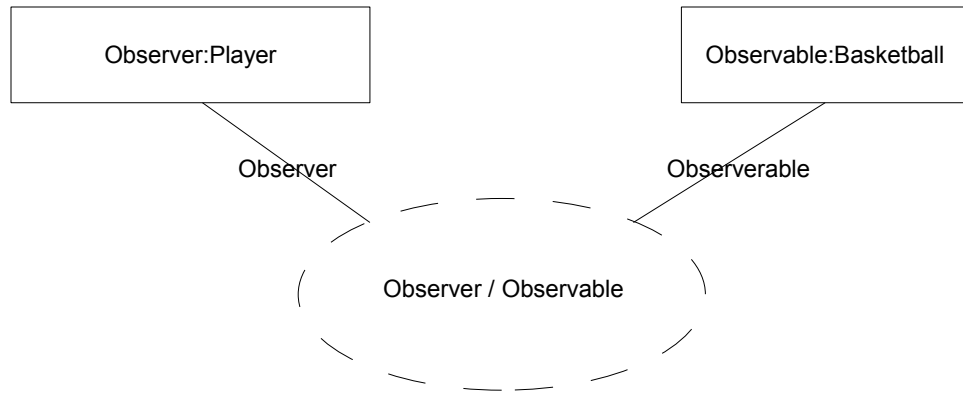 Observer:Player
Observable:Basketball
Observer
Observerable
Observer / Observable